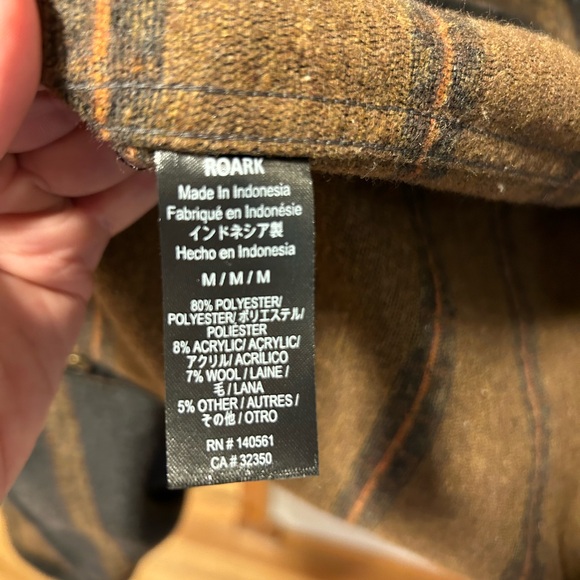 ROARK
Made In Indonesia
Fabriqué en Indonésie
インドネシア製
Hecho en Indonesia
M / M / M
80% POLYESTER/
POLYESTER/ ポリエステル/
POLIÉSTER
8% ACRYLIC/ ACRYLIC/
アクリル/ ACRÍLICO
7% WOOL / LAINE /
毛 / LANA
5% OTHER / AUTRES /
その他 / OTRO
RN # 140561
CA # 32350